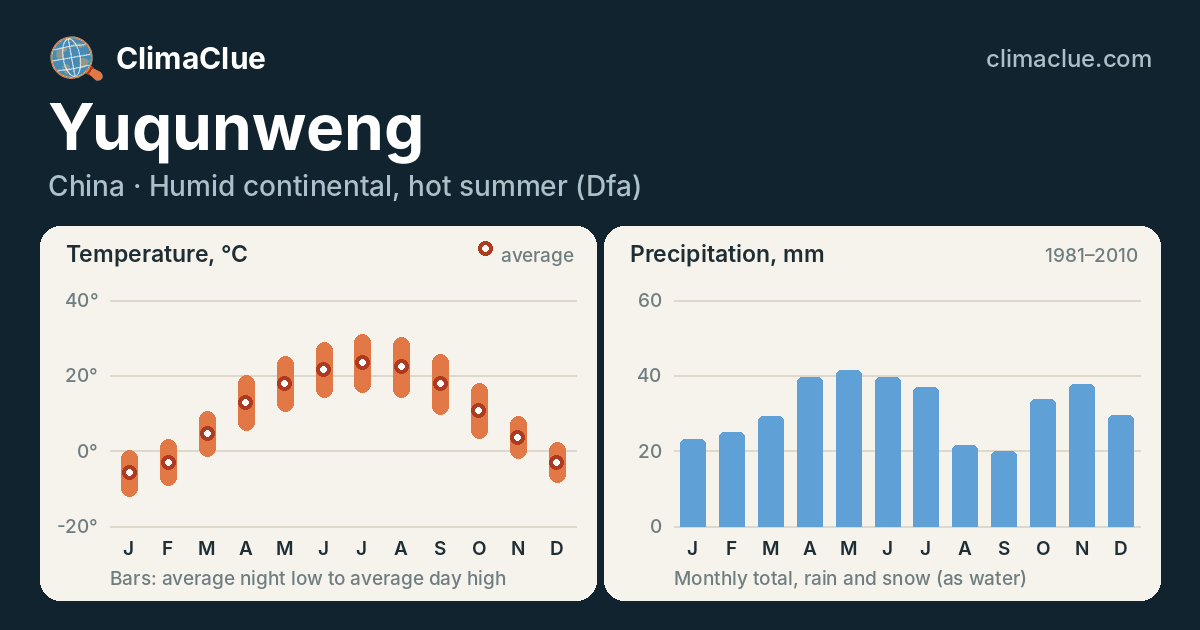 ClimaClue
climaclue.com
Yuqunweng
China · Humid continental, hot summer (Dfa)
Temperature, °C
average
40°
20°
0°
-20°
J F M A M J J A S O N D
Bars: average night low to average day high
Precipitation, mm
1981–2010
60
40
20
0
J F M A M J J A S O N D
Monthly total, rain and snow (as water)